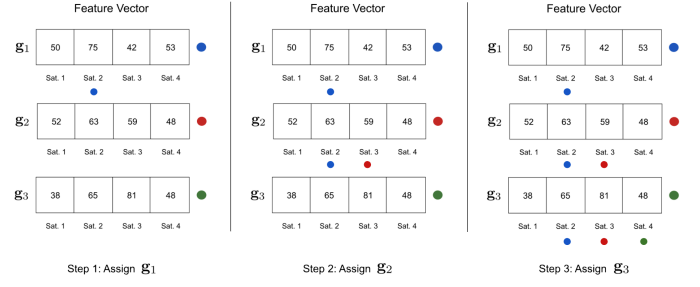 Feature Vector
g1 50 75 42 53
Sat. 1 Sat. 2 Sat. 3 Sat. 4
g2 52 63 59 48
Sat. 1 Sat. 2 Sat. 3 Sat. 4
g3 38 65 81 48
Sat. 1 Sat. 2 Sat. 3 Sat. 4
Step 1: Assign g1
Feature Vector
g1 50 75 42 53
Sat. 1 Sat. 2 Sat. 3 Sat. 4
g2 52 63 59 48
Sat. 1 Sat. 2 Sat. 3 Sat. 4
g3 38 65 81 48
Sat. 1 Sat. 2 Sat. 3 Sat. 4
Step 2: Assign g2
Feature Vector
g1 50 75 42 53
Sat. 1 Sat. 2 Sat. 3 Sat. 4
g2 52 63 59 48
Sat. 1 Sat. 2 Sat. 3 Sat. 4
g3 38 65 81 48
Sat. 1 Sat. 2 Sat. 3 Sat. 4
Step 3: Assign g3